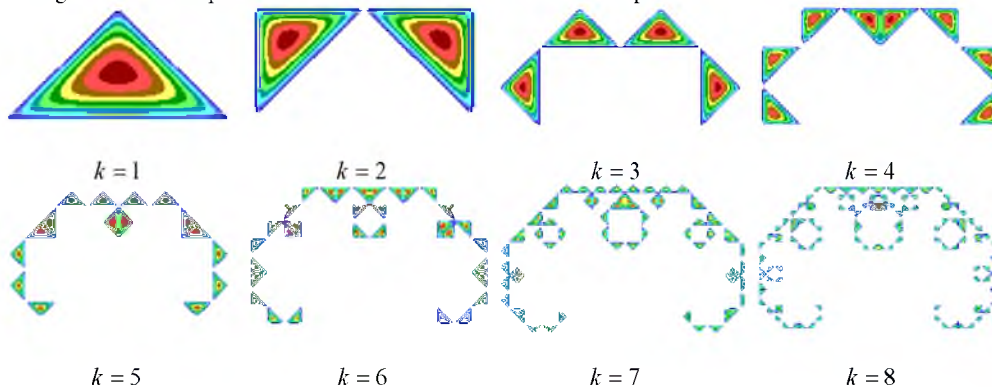 k = 1 k = 2 k = 3 k = 4
k = 5 k = 6 k = 7 k = 8